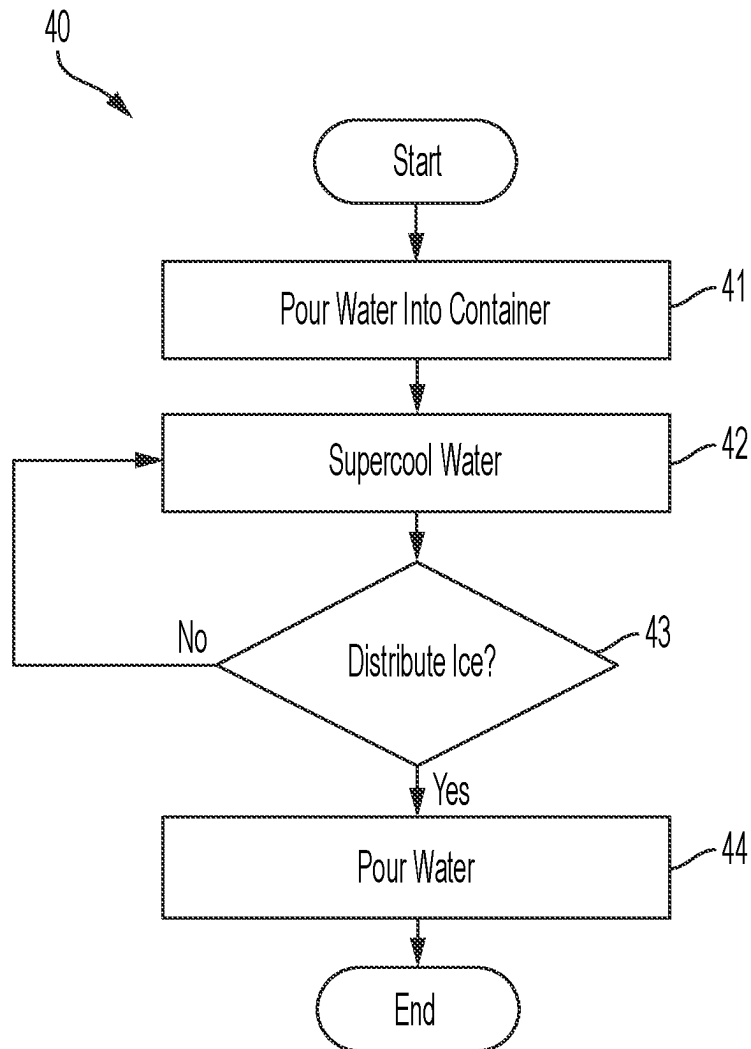 40
Start
Pour Water Into Container
41
Supercool Water
42
No
Distribute Ice?
43
Yes
Pour Water
44
End